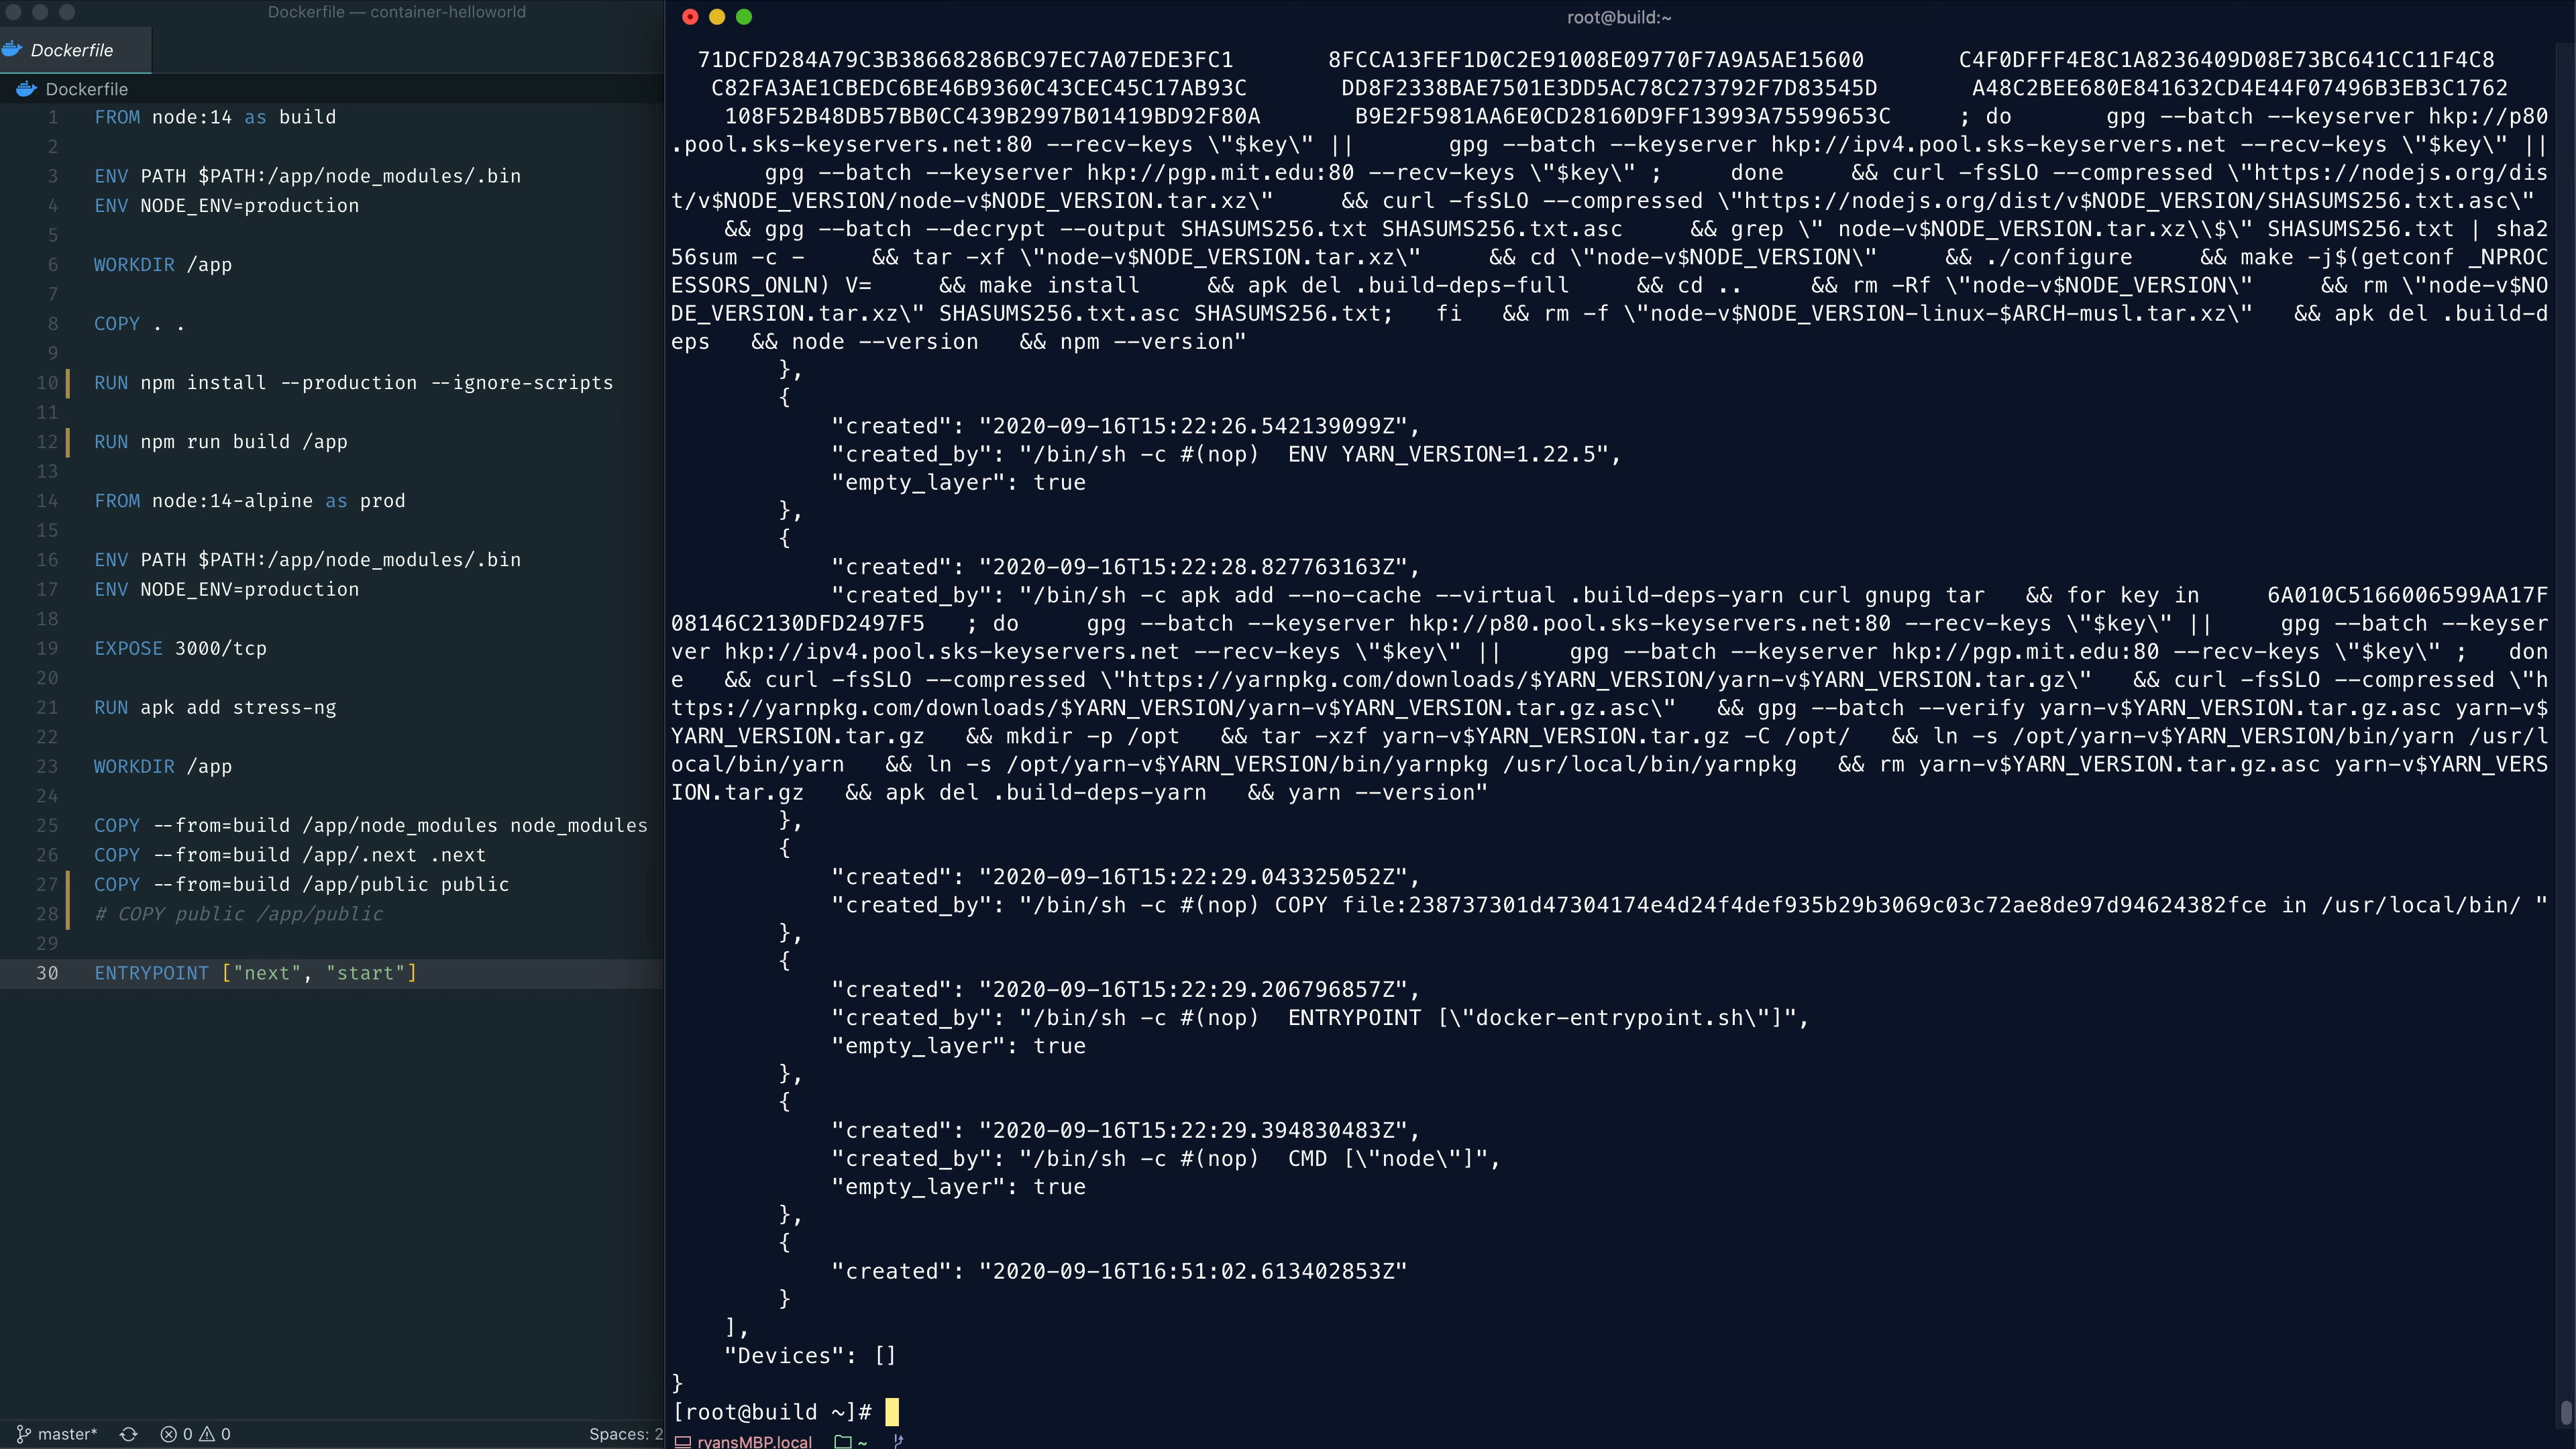 Dockerfile — container-helloworld
Dockerfile
Dockerfile
1 FROM node:14 as build
2
3 ENV PATH $PATH:/app/node_modules/.bin
4 ENV NODE_ENV=production
5
6 WORKDIR /app
7
8 COPY . .
9
10 RUN npm install --production --ignore-scripts
11
12 RUN npm run build /app
13
14 FROM node:14-alpine as prod
15
16 ENV PATH $PATH:/app/node_modules/.bin
17 ENV NODE_ENV=production
18
19 EXPOSE 3000/tcp
20
21 RUN apk add stress-ng
22
23 WORKDIR /app
24
25 COPY --from=build /app/node_modules node_modules
26 COPY --from=build /app/.next .next
27 COPY --from=build /app/public public
28 # COPY public /app/public
29
30 ENTRYPOINT ["next", "start"]
master* 0 0 Spaces: 2
root@build:~
71DCFD284A79C3B38668286BC97EC7A07EDE3FC1 8FCCA13FEF1D0C2E91008E09770F7A9A5AE15600 C4F0DFFF4E8C1A8236409D08E73BC641CC11F4C8
C82FA3AE1CBEDC6BE46B9360C43CEC45C17AB93C DD8F2338BAE7501E3DD5AC78C273792F7D83545D A48C2BEE680E841632CD4E44F07496B3EB3C1762
108F52B48DB57BB0CC439B2997B01419BD92F80A B9E2F5981AA6E0CD28160D9FF13993A75599653C ; do gpg --batch --keyserver hkp://p80
.pool.sks-keyservers.net:80 --recv-keys \"$key\" || gpg --batch --keyserver hkp://ipv4.pool.sks-keyservers.net --recv-keys \"$key\" ||
gpg --batch --keyserver hkp://pgp.mit.edu:80 --recv-keys \"$key\" ; done && curl -fsSLO --compressed \"https://nodejs.org/dis
t/v$NODE_VERSION/node-v$NODE_VERSION.tar.xz\" && curl -fsSLO --compressed \"https://nodejs.org/dist/v$NODE_VERSION/SHASUMS256.txt.asc\"
&& gpg --batch --decrypt --output SHASUMS256.txt SHASUMS256.txt.asc && grep \" node-v$NODE_VERSION.tar.xz\\$\" SHASUMS256.txt | sha2
56sum -c - && tar -xf \"node-v$NODE_VERSION.tar.xz\" && cd \"node-v$NODE_VERSION\" && ./configure && make -j$(getconf _NPROC
ESSORS_ONLN) V= && make install && apk del .build-deps-full && cd .. && rm -Rf \"node-v$NODE_VERSION\" && rm \"node-v$NO
DE_VERSION.tar.xz\" SHASUMS256.txt.asc SHASUMS256.txt; fi && rm -f \"node-v$NODE_VERSION-linux-$ARCH-musl.tar.xz\" && apk del .build-d
eps && node --version && npm --version"
},
{
"created": "2020-09-16T15:22:26.542139099Z",
"created_by": "/bin/sh -c #(nop)  ENV YARN_VERSION=1.22.5",
"empty_layer": true
},
{
"created": "2020-09-16T15:22:28.827763163Z",
"created_by": "/bin/sh -c apk add --no-cache --virtual .build-deps-yarn curl gnupg tar && for key in 6A010C5166006599AA17F
08146C2130DFD2497F5 ; do gpg --batch --keyserver hkp://p80.pool.sks-keyservers.net:80 --recv-keys \"$key\" || gpg --batch --keyser
ver hkp://ipv4.pool.sks-keyservers.net --recv-keys \"$key\" || gpg --batch --keyserver hkp://pgp.mit.edu:80 --recv-keys \"$key\" ; don
e && curl -fsSLO --compressed \"https://yarnpkg.com/downloads/$YARN_VERSION/yarn-v$YARN_VERSION.tar.gz\" && curl -fsSLO --compressed \"h
ttps://yarnpkg.com/downloads/$YARN_VERSION/yarn-v$YARN_VERSION.tar.gz.asc\" && gpg --batch --verify yarn-v$YARN_VERSION.tar.gz.asc yarn-v$
YARN_VERSION.tar.gz && mkdir -p /opt && tar -xzf yarn-v$YARN_VERSION.tar.gz -C /opt/ && ln -s /opt/yarn-v$YARN_VERSION/bin/yarn /usr/l
ocal/bin/yarn && ln -s /opt/yarn-v$YARN_VERSION/bin/yarnpkg /usr/local/bin/yarnpkg && rm yarn-v$YARN_VERSION.tar.gz.asc yarn-v$YARN_VERS
ION.tar.gz && apk del .build-deps-yarn && yarn --version"
},
{
"created": "2020-09-16T15:22:29.043325052Z",
"created_by": "/bin/sh -c #(nop) COPY file:238737301d47304174e4d24f4def935b29b3069c03c72ae8de97d94624382fce in /usr/local/bin/ "
},
{
"created": "2020-09-16T15:22:29.206796857Z",
"created_by": "/bin/sh -c #(nop)  ENTRYPOINT [\"docker-entrypoint.sh\"]",
"empty_layer": true
},
{
"created": "2020-09-16T15:22:29.394830483Z",
"created_by": "/bin/sh -c #(nop)  CMD [\"node\"]",
"empty_layer": true
},
{
"created": "2020-09-16T16:51:02.613402853Z"
}
],
"Devices": []
}
[root@build ~]#
ryansMBP.local ~